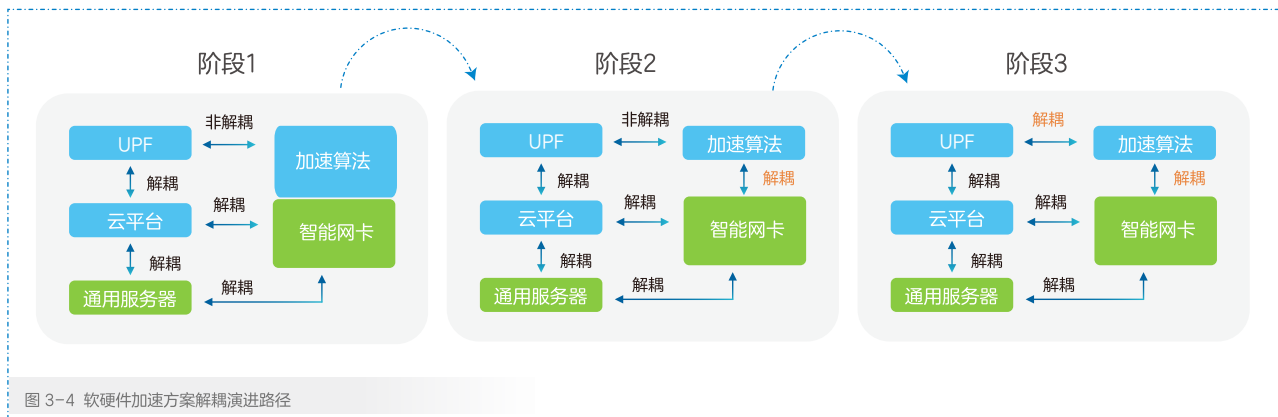 阶段1
阶段2
阶段3
UPF
非解耦
加速算法
解耦
云平台
解耦
智能网卡
解耦
通用服务器
解耦
UPF
非解耦
加速算法
解耦
解耦
云平台
解耦
智能网卡
解耦
通用服务器
解耦
UPF
解耦
加速算法
解耦
解耦
云平台
解耦
智能网卡
解耦
通用服务器
解耦
图 3-4 软硬件加速方案解耦演进路径